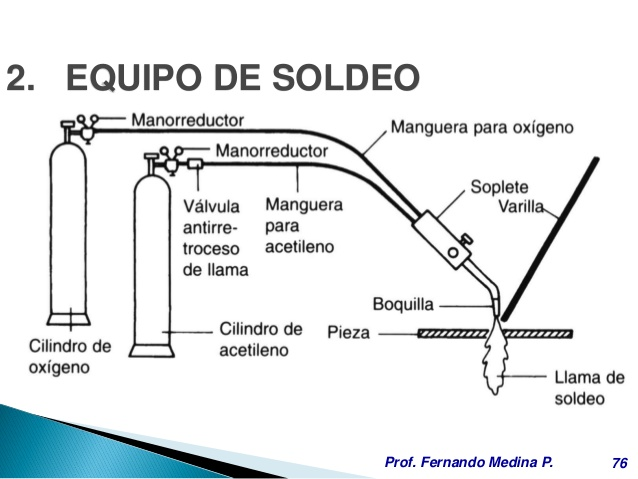 2. EQUIPO DE SOLDEO
Manorreductor
Manguera para oxígeno
Manorreductor
Soplete
Varilla
Válvula
antirre-
troceso
de llama
Manguera
para
acetileno
Boquilla
Cilindro de
acetileno
Pieza
Cilindro de
oxígeno
Llama de
soldeo
Prof. Fernando Medina P.
76